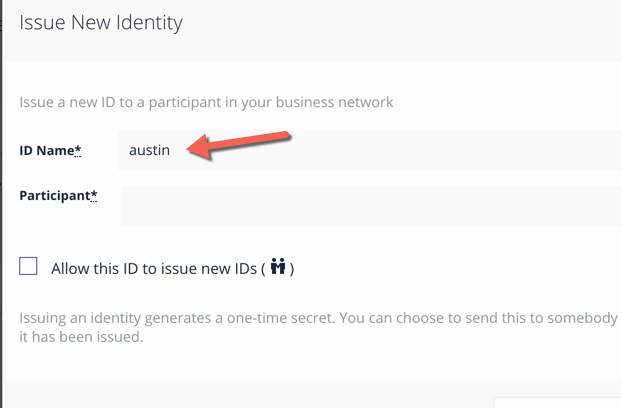 Issue New Identity
Issue a new ID to a participant in your business network
ID Name* austin
Participant*
Allow this ID to issue new IDs ( )
Issuing an identity generates a one-time secret. You can choose to send this to somebody
it has been issued.